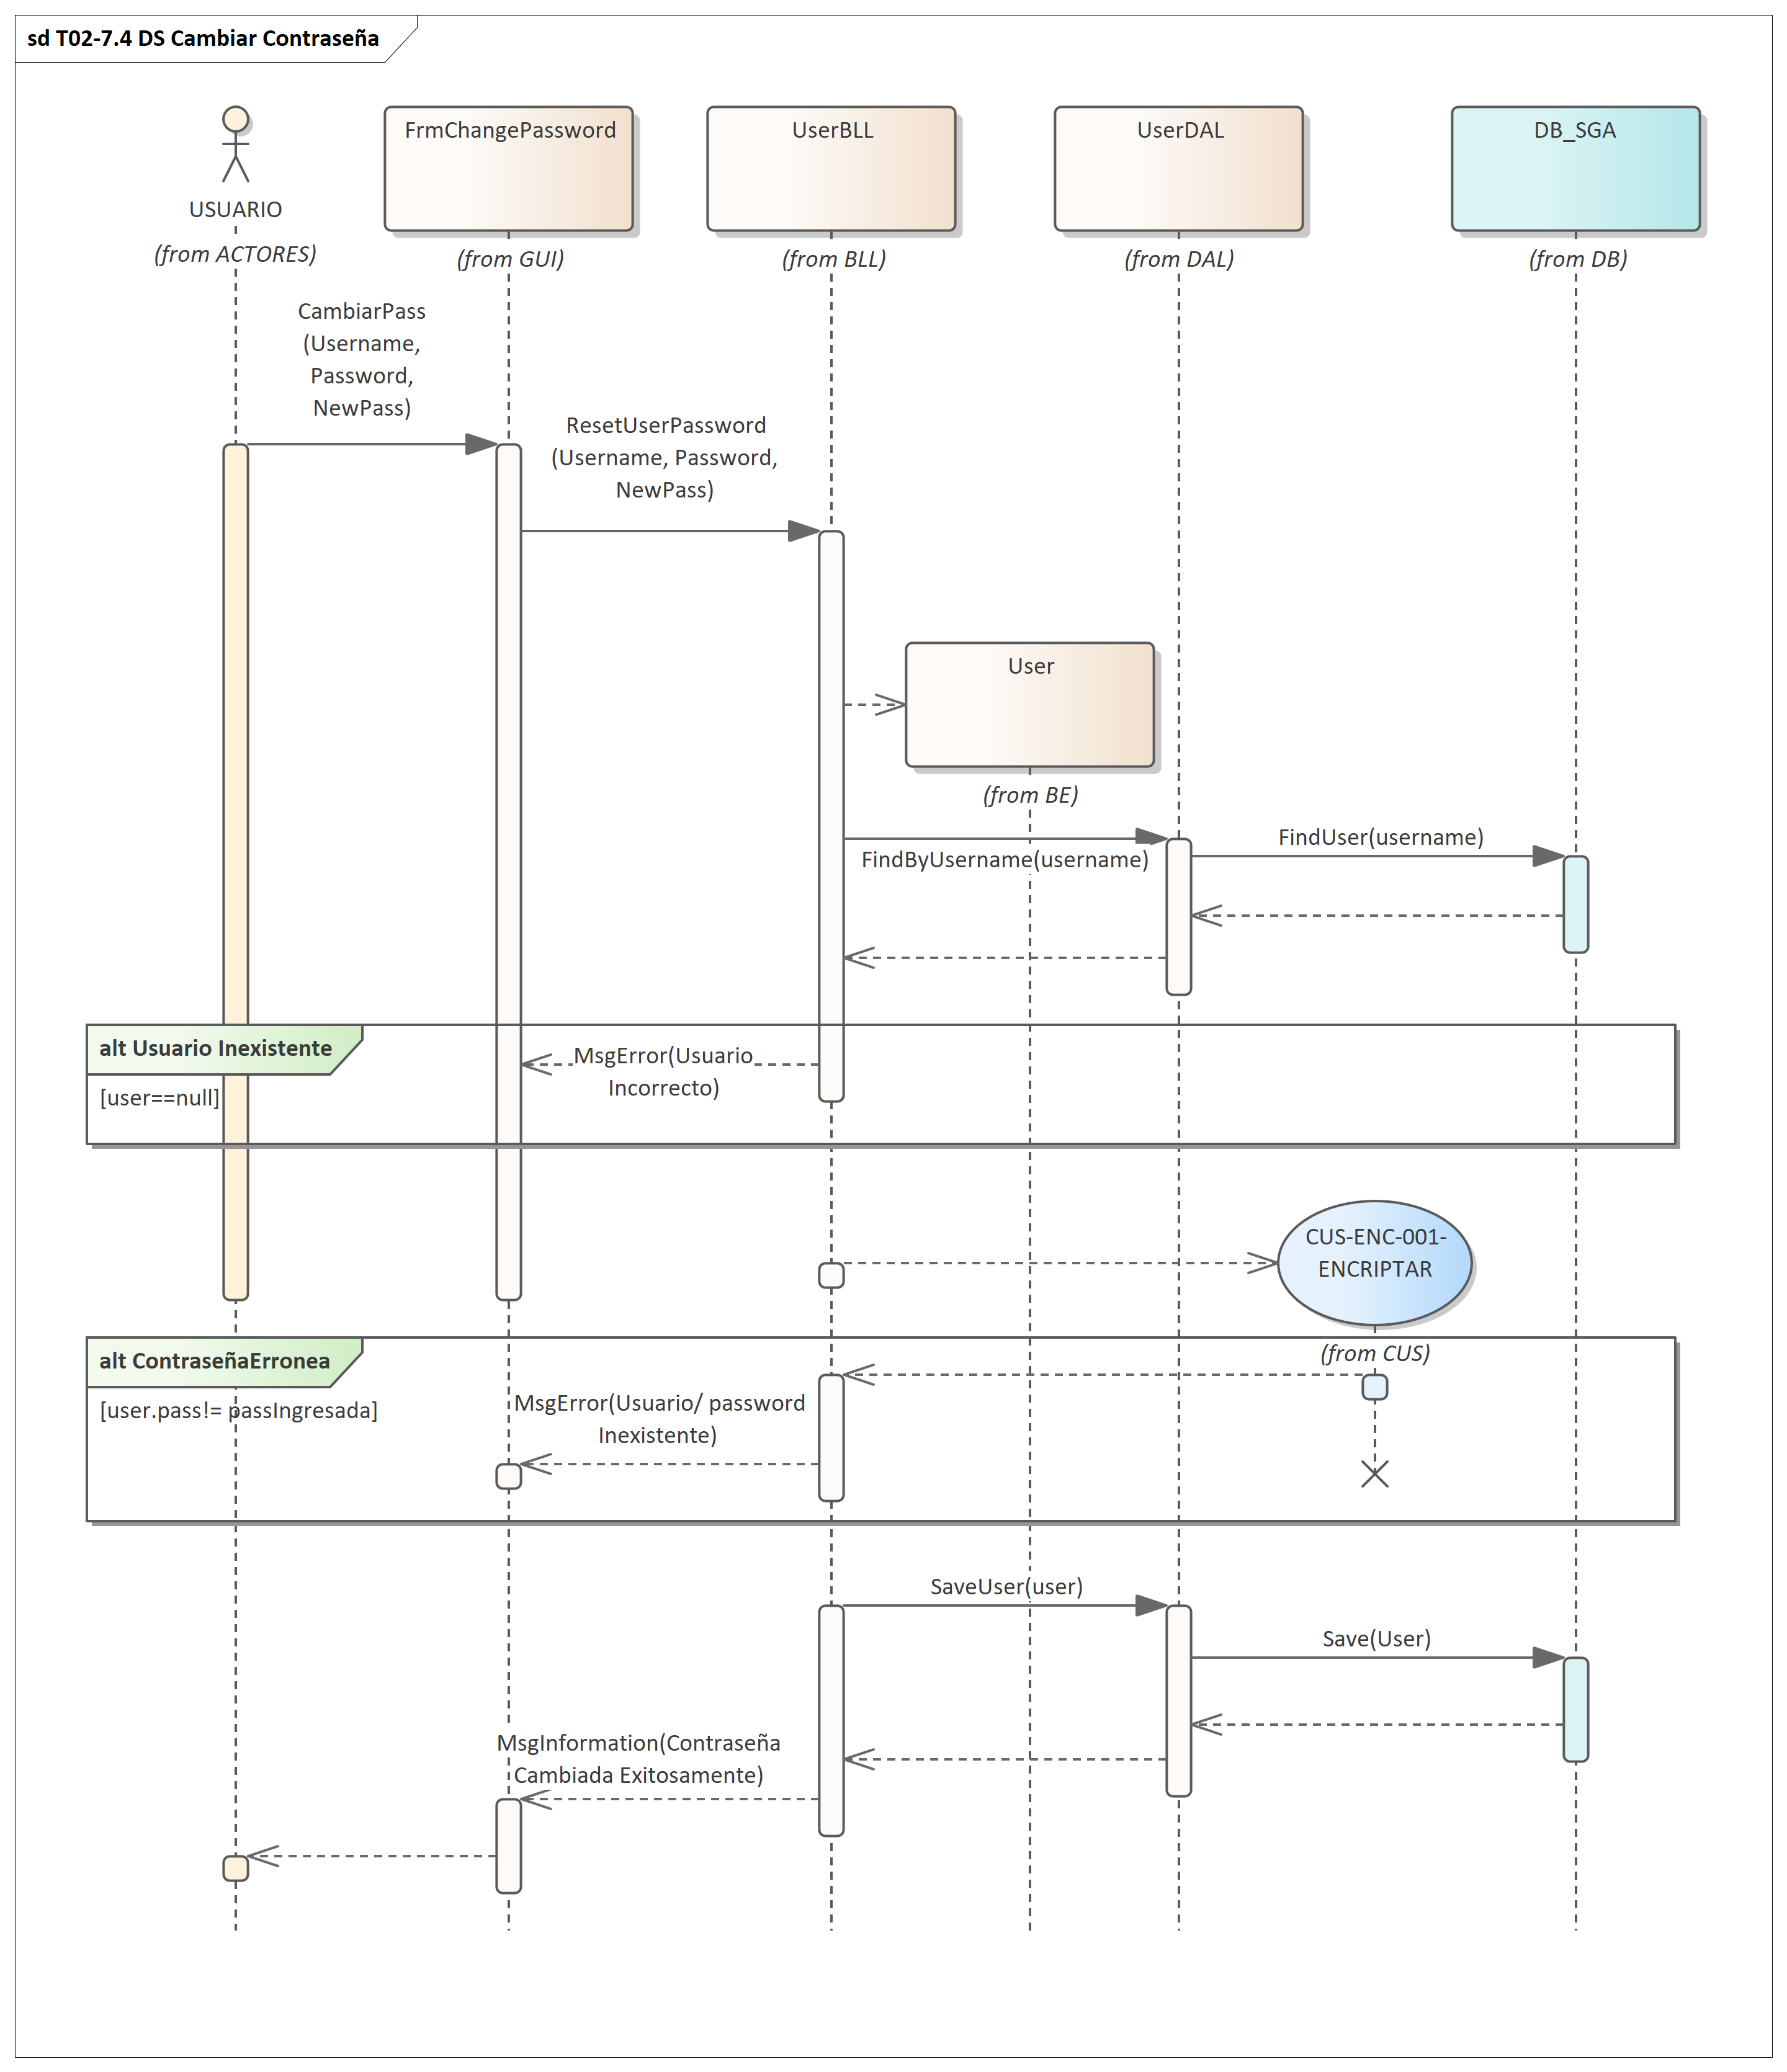 sd T02-7.4 DS Cambiar Contraseña
USUARIO
(from ACTORES)
FrmChangePassword
(from GUI)
UserBLL
(from BLL)
UserDAL
(from DAL)
DB_SGA
(from DB)
CambiarPass
(Username,
Password,
NewPass)
ResetUserPassword
(Username, Password,
NewPass)
User
(from BE)
FindByUsername(username)
FindUser(username)
alt Usuario Inexistente
[user==null]
MsgError(Usuario
Incorrecto)
CUS-ENC-001-
ENCRIPTAR
(from CUS)
alt ContraseñaErronea
[user.pass!= passIngresada]
MsgError(Usuario/ password
Inexistente)
SaveUser(user)
Save(User)
MsgInformation(Contraseña
Cambiada Exitosamente)